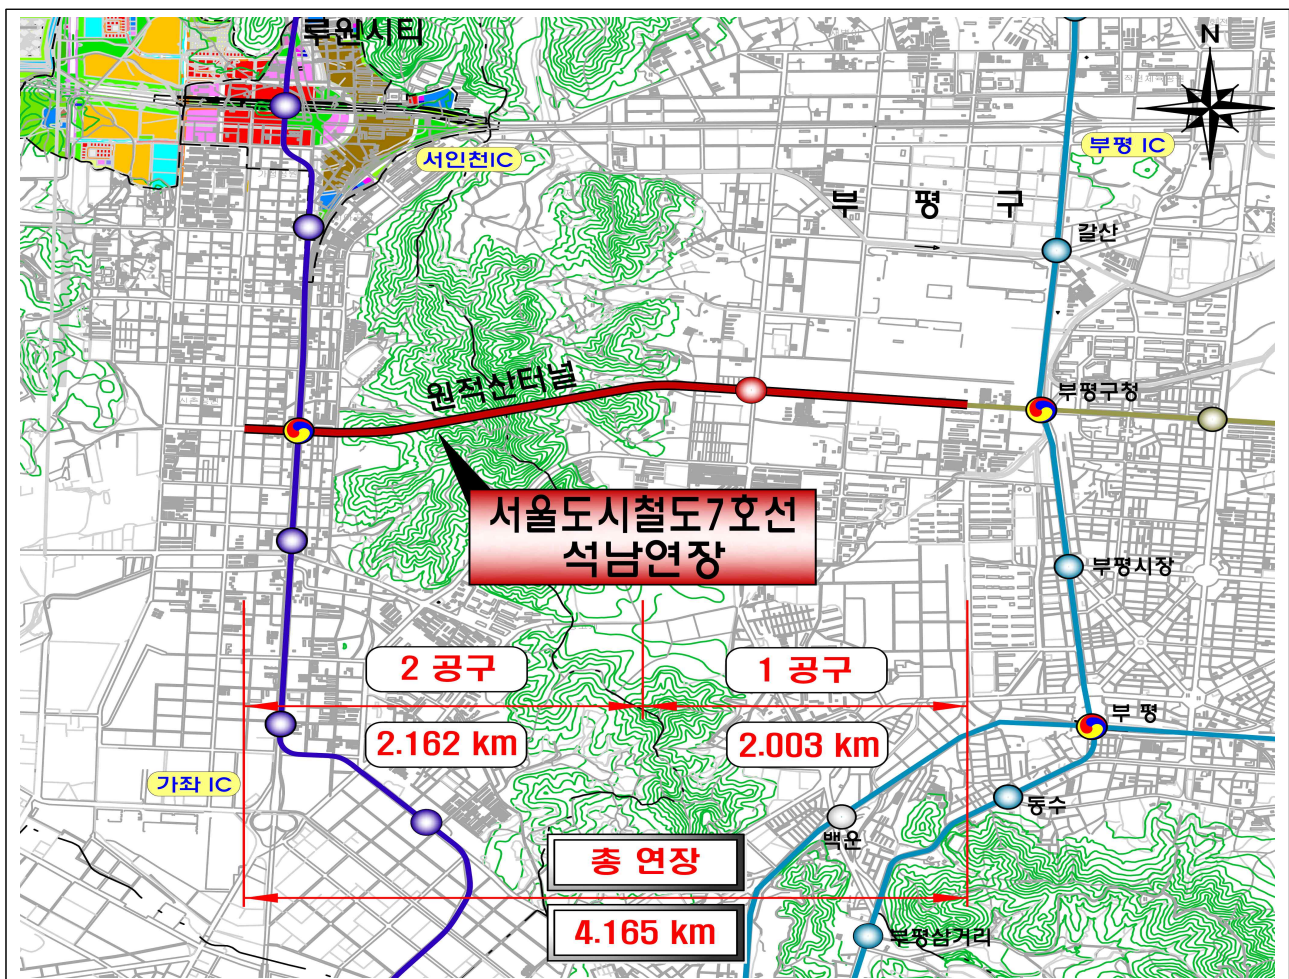 루원시티
N
서인천IC
부평 IC
부 평 구
갈산
원적산터널
부평구청
서울도시철도7호선
석남연장
부평시장
2 공구
1 공구
부 평
2.162 km
2.003 km
가좌 IC
동수
백운
총 연장
4.165 km
부평삼거리